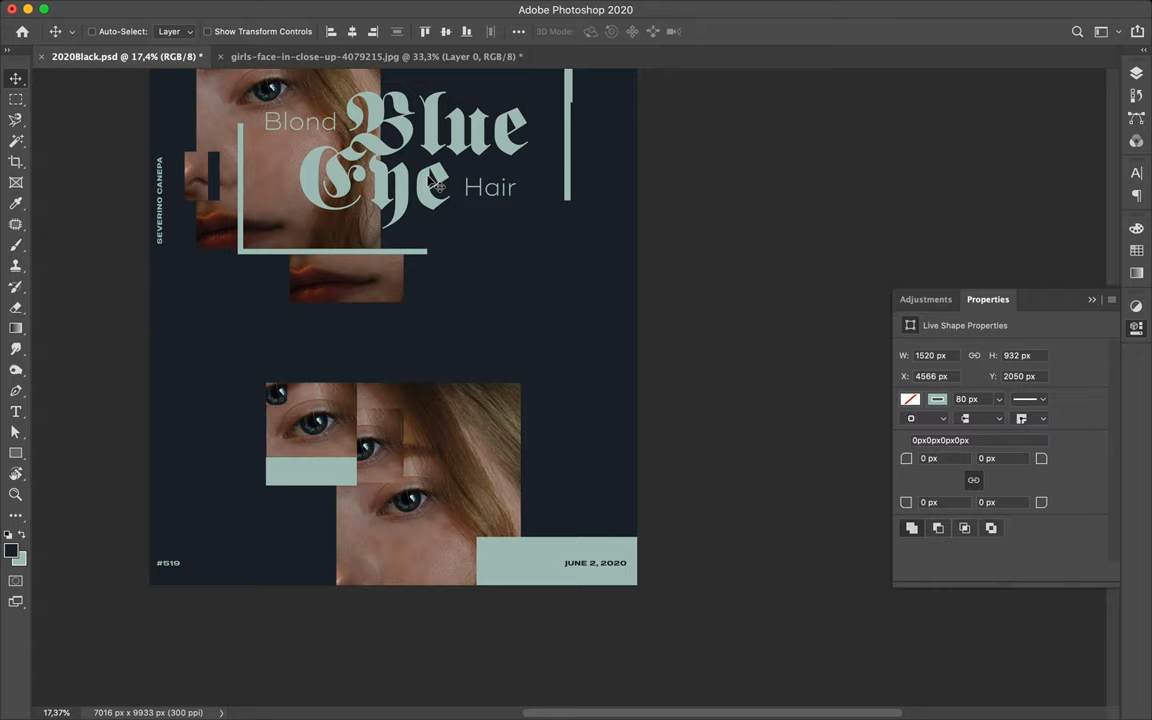 Adobe Photoshop 2020
Auto-Select: Layer Show Transform Controls 3D Mode:
2020Black.psd @ 17,4% (RGB/8) * girls-face-in-close-up-4079215.jpg @ 33,3% (Layer 0, RGB/8) *
Blond Blue
Eye Hair
SEVERINO CANEPA
#519
JUNE 2, 2020
Adjustments Properties
Live Shape Properties
W: 1520 px H: 932 px
X: 4566 px Y: 2050 px
80 px
0px0px0px0px
0 px 0 px
0 px 0 px
17,37% 7016 px x 9933 px (300 ppi)